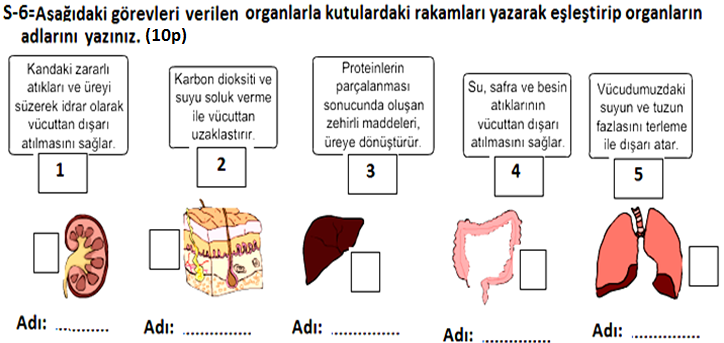 S-6=Asağıdaki görevleri verilen organlarla kutulardaki rakamları yazarak eşleştirip organların
adlarını yazınız. (10p)
Kandaki zararlı
atıkları ve üreyi
süzerek idrar olarak
vücuttan dışarı
atılmasını sağlar.
1
Karbon dioksiti ve
suyu soluk verme
ile vücuttan
uzaklastırır.
2
Proteinlerin
parçalanması
sonucunda oluşan
zehirli maddeleri,
üreye dönüştürür.
3
Su, safra ve besin
atıklarının
vücuttan dışarı
atılmasını sağlar.
4
Vücudumuzdaki
suyun ve tuzun
fazlasını terleme
ile dışarı atar.
5
Adı: ..............
Adı: ..............
Adı: ..............
Adı: ..............
Adı: ..............